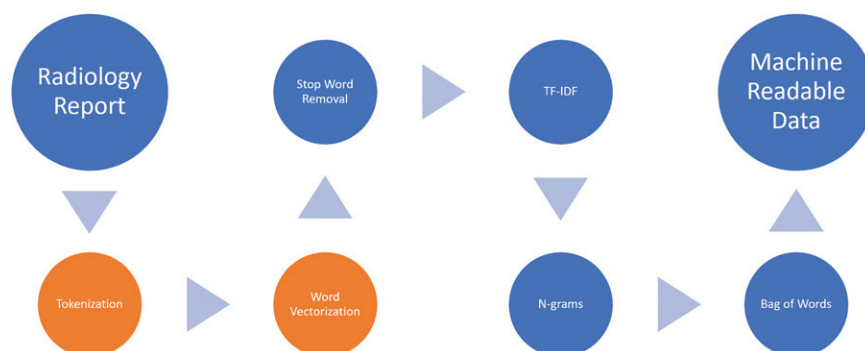 Radiology
Report
Tokenization
Word
Vectorization
Stop Word
Removal
TF-IDF
N-grams
Bag of Words
Machine
Readable
Data